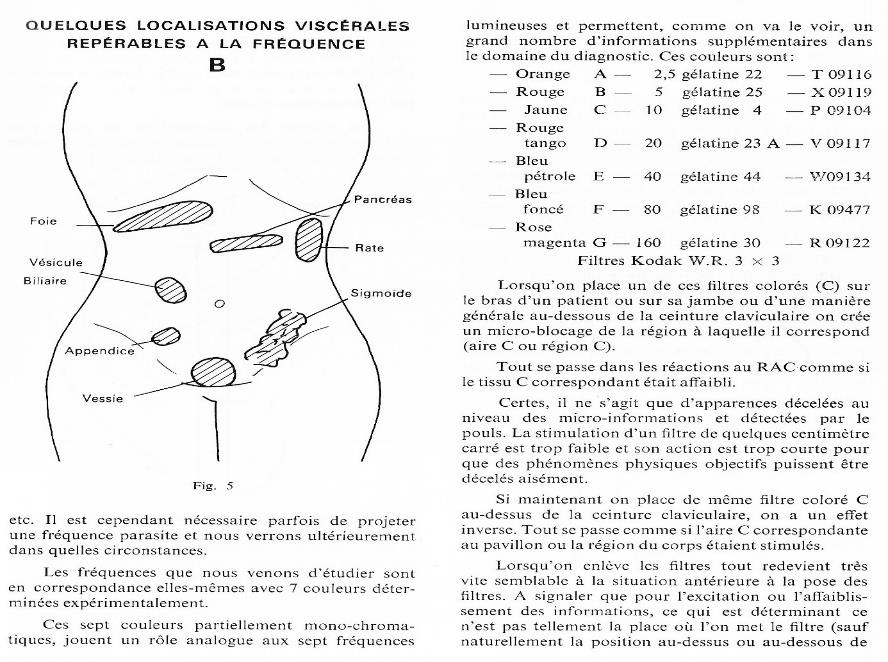 QUELQUES LOCALISATIONS VISCÉRALES
REPÉRABLES A LA FRÉQUENCE
B
Foie
Pancréas
Rate
Vésicule
Biliaire
Sigmoïde
Appendice
Vessie
Fig. 5
etc. Il est cependant nécessaire parfois de projeter
une fréquence parasite et nous verrons ultérieurement
dans quelles circonstances.
Les fréquences que nous venons d'étudier sont
en correspondance elles-mêmes avec 7 couleurs déter-
minées expérimentalement.
Ces sept couleurs partiellement mono-chroma-
tiques, jouent un rôle analogue aux sept fréquences
lumineuses et permettent, comme on va le voir, un
grand nombre d'informations supplémentaires dans
le domaine du diagnostic. Ces couleurs sont :
— Orange A — 2,5 gélatine 22 — T 09116
— Rouge B — 5 gélatine 25 — X 09119
— Jaune C — 10 gélatine 4 — P 09104
— Rouge
tango D — 20 gélatine 23 A — V 09117
— Bleu
pétrole E — 40 gélatine 44 — W09134
— Bleu
foncé F — 80 gélatine 98 — K 09477
— Rose
magenta G — 160 gélatine 30 — R 09122
Filtres Kodak W.R. 3 × 3
Lorsqu'on place un de ces filtres colorés (C) sur
le bras d'un patient ou sur sa jambe ou d'une manière
générale au-dessous de la ceinture claviculaire on crée
un micro-blocage de la région à laquelle il correspond
(aire C ou région C).
Tout se passe dans les réactions au RAC comme si
le tissu C correspondant était affaibli.
Certes, il ne s'agit que d'apparences décelées au
niveau des micro-informations et détectées par le
pouls. La stimulation d'un filtre de quelques centimètre
carré est trop faible et son action est trop courte pour
que des phénomènes physiques objectifs puissent être
décelés aisément.
Si maintenant on place de même filtre coloré C
au-dessus de la ceinture claviculaire, on a un effet
inverse. Tout se passe comme si l'aire C correspondante
au pavillon ou la région du corps étaient stimulés.
Lorsqu'on enlève les filtres tout redevient très
vite semblable à la situation antérieure à la pose des
filtres. A signaler que pour l'excitation ou l'affaiblis-
sement des informations, ce qui est déterminant ce
n'est pas tellement la place où l'on met le filtre (sauf
naturellement la position au-dessus ou au-dessous de